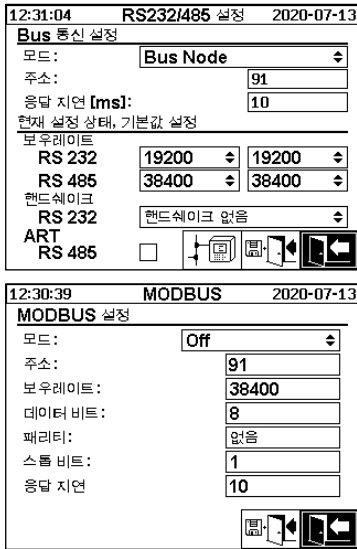 12:31:04 RS232/485 설정 2020-07-13
Bus 통신 설정
모드: Bus Node
주소: 91
응답 지연 [ms]: 10
현재 설정 상태, 기본값 설정
보우레이트
RS 232 19200 19200
RS 485 38400 38400
핸드쉐이크
RS 232 핸드쉐이크 없음
ART
RS 485
12:30:39 MODBUS 2020-07-13
MODBUS 설정
모드: Off
주소: 91
보우레이트: 38400
데이터 비트: 8
패리티: 없음
스톱 비트: 1
응답 지연 10